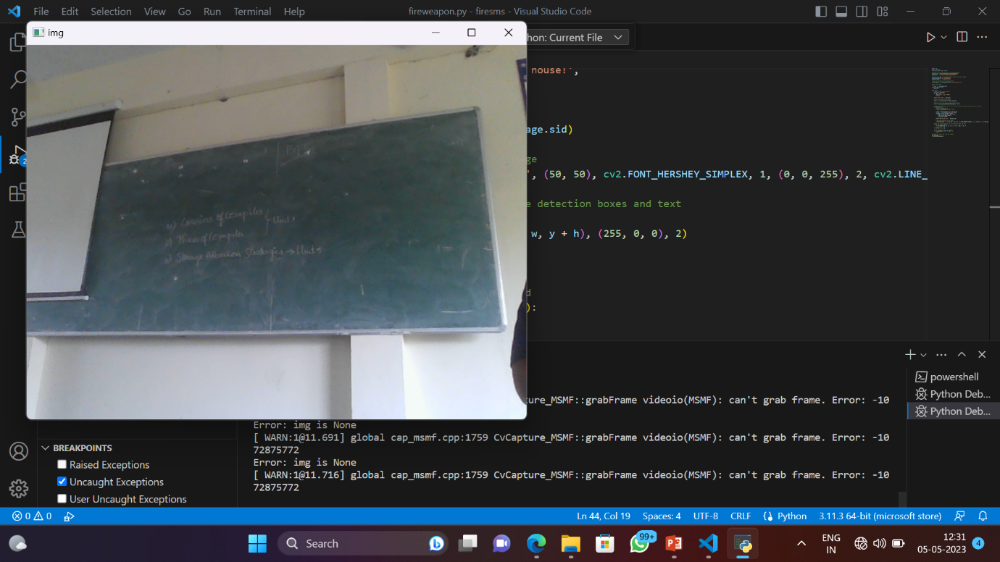 File Edit Selection View Go Run Terminal Help
fireweapon.py - firesms - Visual Studio Code
img
hon: Current File
house!',
age.sid)
ge
', (50, 50), cv2.FONT_HERSHEY_SIMPLEX, 1, (0, 0, 255), 2, cv2.LINE_
e detection boxes and text
w, y + h), (255, 0, 0), 2)
d
):
Cousins of Compiler
Phases of Compiler
Unit 1
Storage Allocation Strategies → Unit 5
2
powershell
Python Deb...
Python Deb...
ture_MSMF::grabFrame videoio(MSMF): can't grab frame. Error: -10
Error: img is None
[ WARN:1@11.691] global cap_msmf.cpp:1759 CvCapture_MSMF::grabFrame videoio(MSMF): can't grab frame. Error: -10
72875772
Error: img is None
[ WARN:1@11.716] global cap_msmf.cpp:1759 CvCapture_MSMF::grabFrame videoio(MSMF): can't grab frame. Error: -10
72875772
BREAKPOINTS
Raised Exceptions
Uncaught Exceptions
User Uncaught Exceptions
0 0
Ln 44, Col 19 Spaces: 4 UTF-8 CRLF Python 3.11.3 64-bit (microsoft store)
Search
99+
ENG
IN
12:31
05-05-2023
4